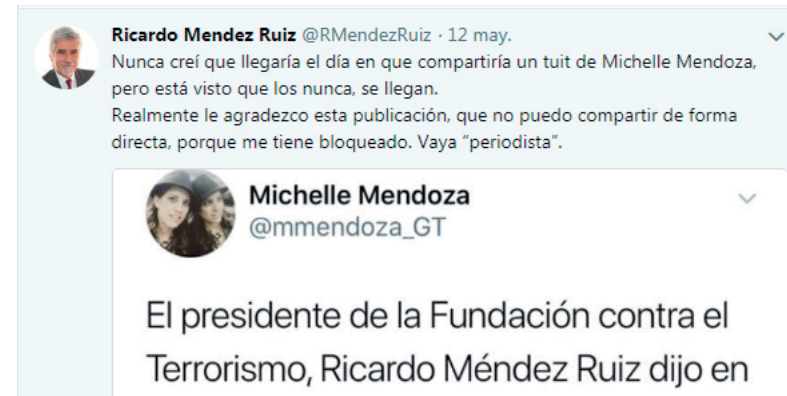 Ricardo Mendez Ruiz @RMendezRuiz · 12 may.
Nunca creí que llegaría el día en que compartiría un tuit de Michelle Mendoza,
pero está visto que los nunca, se llegan.
Realmente le agradezco esta publicación, que no puedo compartir de forma
directa, porque me tiene bloqueado. Vaya “periodista”.
Michelle Mendoza
@mmendoza_GT
El presidente de la Fundación contra el
Terrorismo, Ricardo Méndez Ruiz dijo en